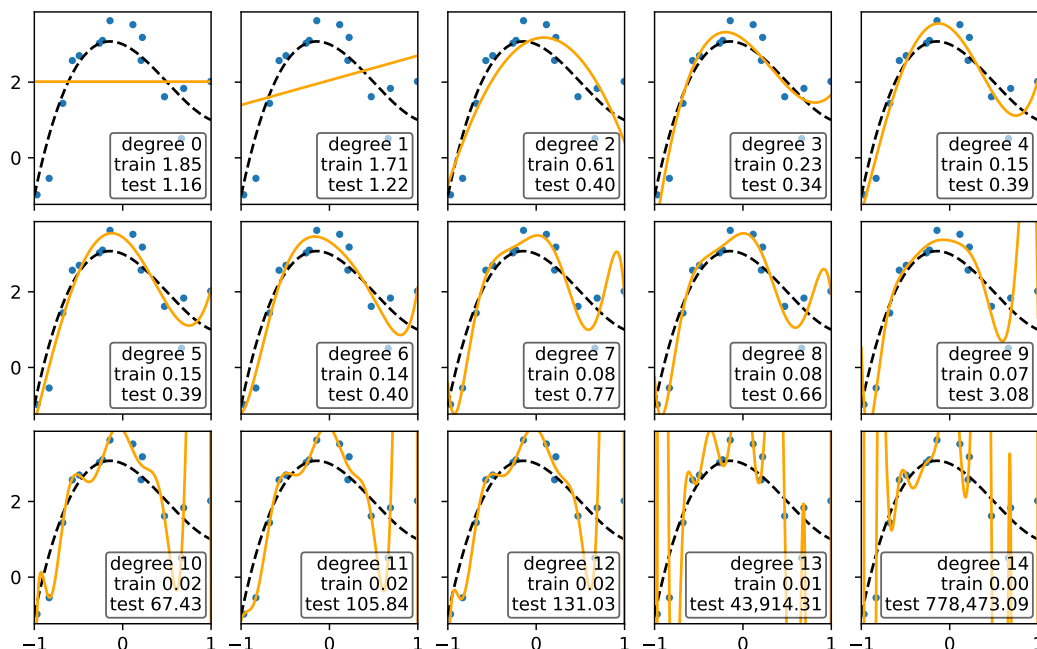 2
0
degree 0
train 1.85
test 1.16
degree 1
train 1.71
test 1.22
degree 2
train 0.61
test 0.40
degree 3
train 0.23
test 0.34
degree 4
train 0.15
test 0.39
2
0
degree 5
train 0.15
test 0.39
degree 6
train 0.14
test 0.40
degree 7
train 0.08
test 0.77
degree 8
train 0.08
test 0.66
degree 9
train 0.07
test 3.08
2
0
degree 10
train 0.02
test 67.43
degree 11
train 0.02
test 105.84
degree 12
train 0.02
test 131.03
degree 13
train 0.01
test 43,914.31
degree 14
train 0.00
test 778,473.09
−1 0 1
−1 0 1
−1 0 1
−1 0 1
−1 0 1